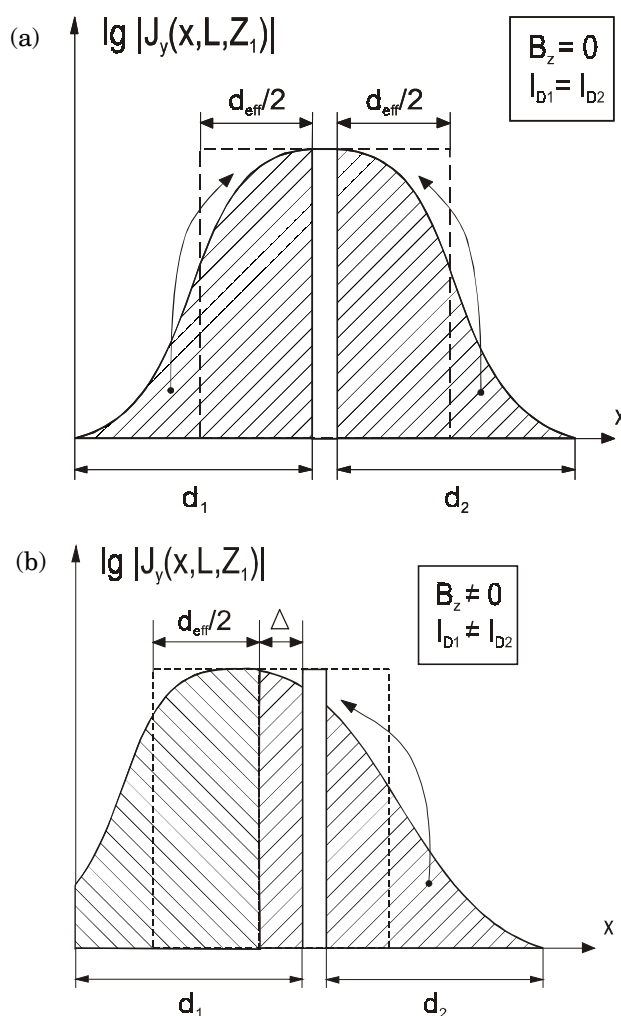 (a)
lg |J_y(x,L,Z_1)|
B_z = 0
I_D1 = I_D2
d_eff/2 d_eff/2
x
d_1 d_2
(b)
lg |J_y(x,L,Z_1)|
B_z ≠ 0
I_D1 ≠ I_D2
d_eff/2 Δ
x
d_1 d_2